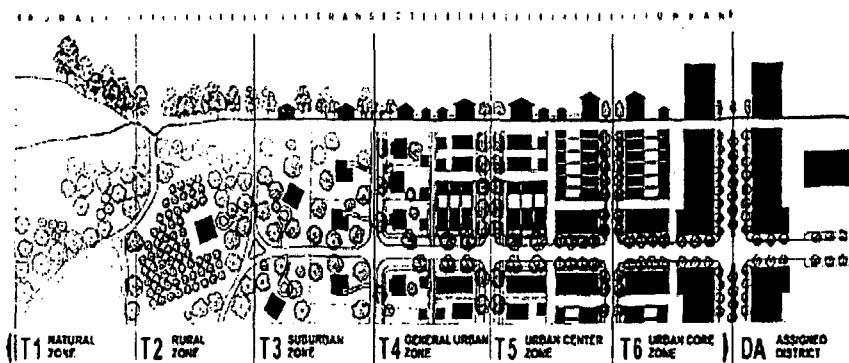 RURAL TRANSECT URBAN
T1 NATURAL ZONE
T2 RURAL ZONE
T3 SUBURBAN ZONE
T4 GENERAL URBAN ZONE
T5 URBAN CENTER ZONE
T6 URBAN CORE ZONE
DA ASSIGNED DISTRICT